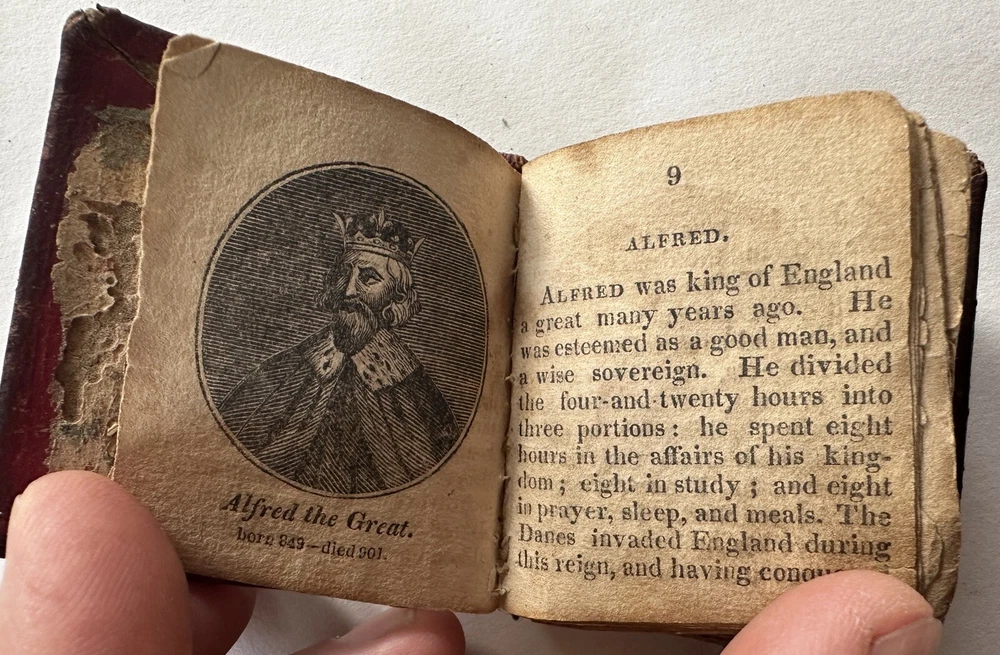 Alfred the Great.
born 849—died 901.
9
ALFRED.
ALFRED was king of England
a great many years ago. He
was esteemed as a good man, and
a wise sovereign. He divided
the four-and-twenty hours into
three portions: he spent eight
hours in the affairs of his king-
dom; eight in study; and eight
in prayer, sleep, and meals. The
Danes invaded England during
this reign, and having